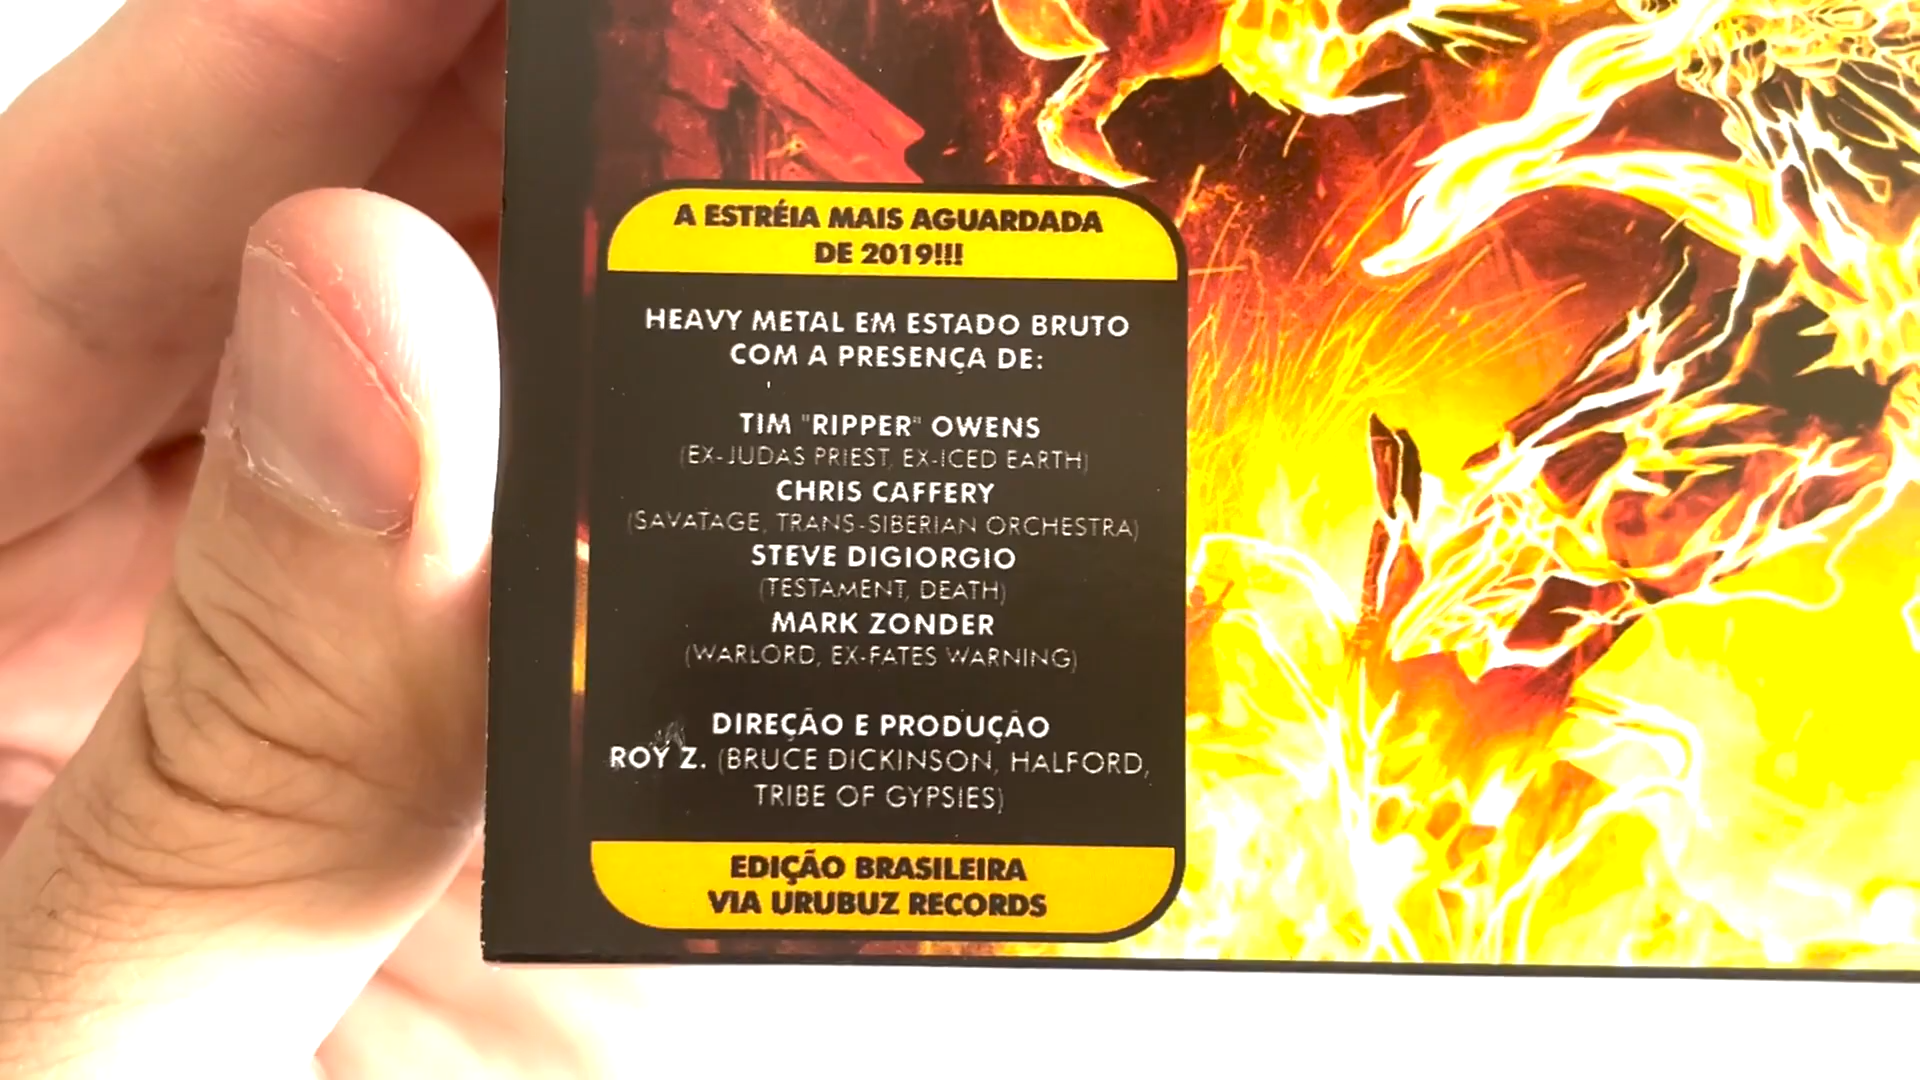 A ESTRÉIA MAIS AGUARDADA
DE 2019!!!
HEAVY METAL EM ESTADO BRUTO
COM A PRESENÇA DE:
TIM "RIPPER" OWENS
(EX-JUDAS PRIEST, EX-ICED EARTH)
CHRIS CAFFERY
(SAVATAGE, TRANS-SIBERIAN ORCHESTRA)
STEVE DIGIORGIO
(TESTAMENT, DEATH)
MARK ZONDER
(WARLORD, EX-FATES WARNING)
DIREÇÃO E PRODUÇÃO
ROY Z. (BRUCE DICKINSON, HALFORD,
TRIBE OF GYPSIES)
EDIÇÃO BRASILEIRA
VIA URUBUZ RECORDS